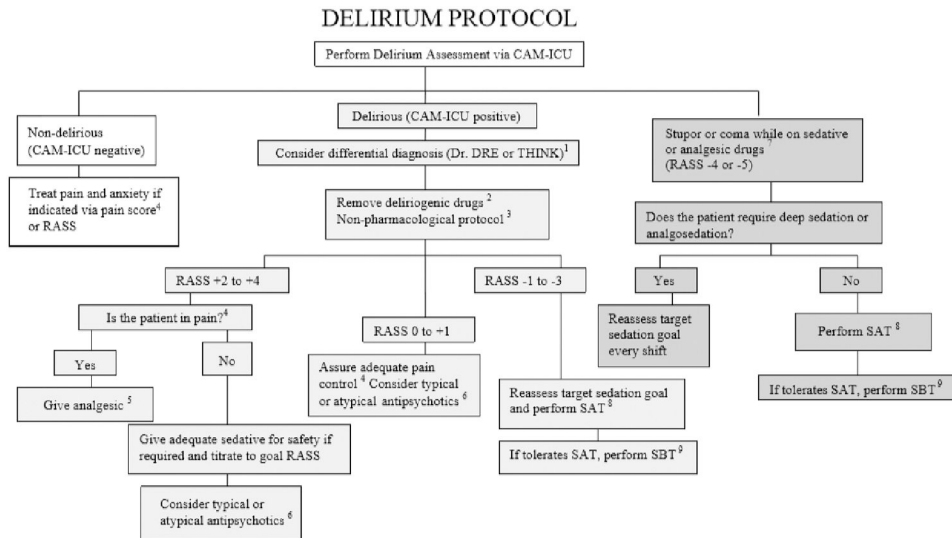 DELIRIUM PROTOCOL
Perform Delirium Assessment via CAM-ICU
Non-delirious
(CAM-ICU negative)
Treat pain and anxiety if
indicated via pain score4
or RASS
Delirious (CAM-ICU positive)
Consider differential diagnosis (Dr. DRE or THINK)1
Remove deliriogenic drugs 2
Non-pharmacological protocol 3
RASS +2 to +4
Is the patient in pain?4
Yes
Give analgesic 5
No
Give adequate sedative for safety if
required and titrate to goal RASS
Consider typical or
atypical antipsychotics 6
RASS 0 to +1
Assure adequate pain
control 4 Consider typical
or atypical antipsychotics 6
RASS -1 to -3
Reassess target sedation goal
and perform SAT 8
If tolerates SAT, perform SBT 9
Stupor or coma while on sedative
or analgesic drugs 7
(RASS -4 or -5)
Does the patient require deep sedation or
analgosedation?
Yes
Reassess target
sedation goal
every shift
No
Perform SAT 8
If tolerates SAT, perform SBT 9